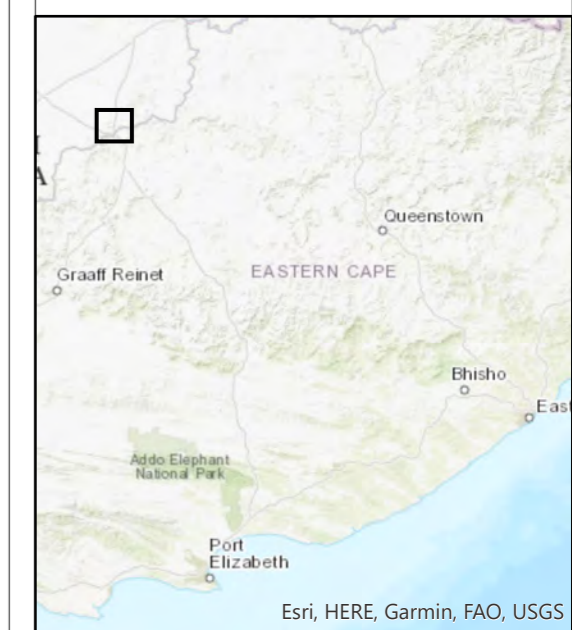 I
A
Queenstown
Graaff Reinet
EASTERN CAPE
Bhisho
East
Addo Elephant
National Park
Port
Elizabeth
Esri, HERE, Garmin, FAO, USGS